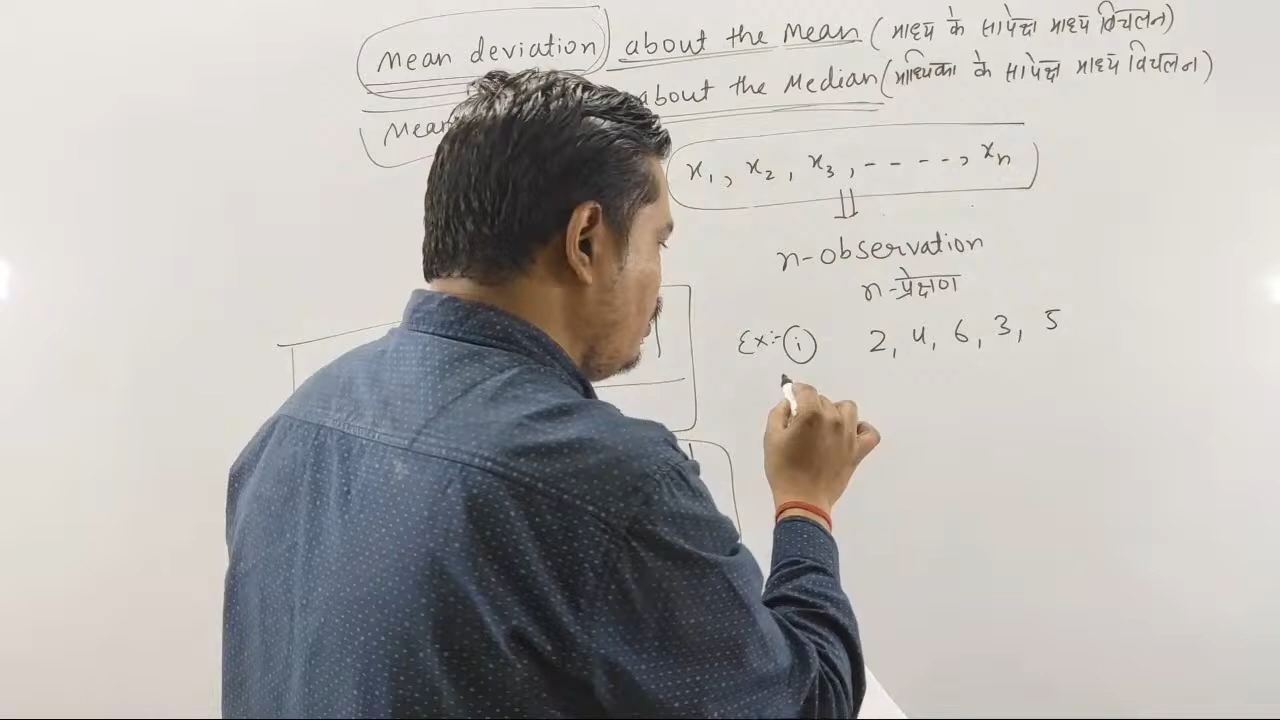 mean deviation about the Mean (माध्य के सापेक्ष माध्य विचलन)
Mean about the Median (माध्यिका के सापेक्ष माध्य विचलन)
x₁, x₂, x₃, - - - -, xₙ
n-observation
n-प्रेक्षण
Ex:- (i) 2, 4, 6, 3, 5